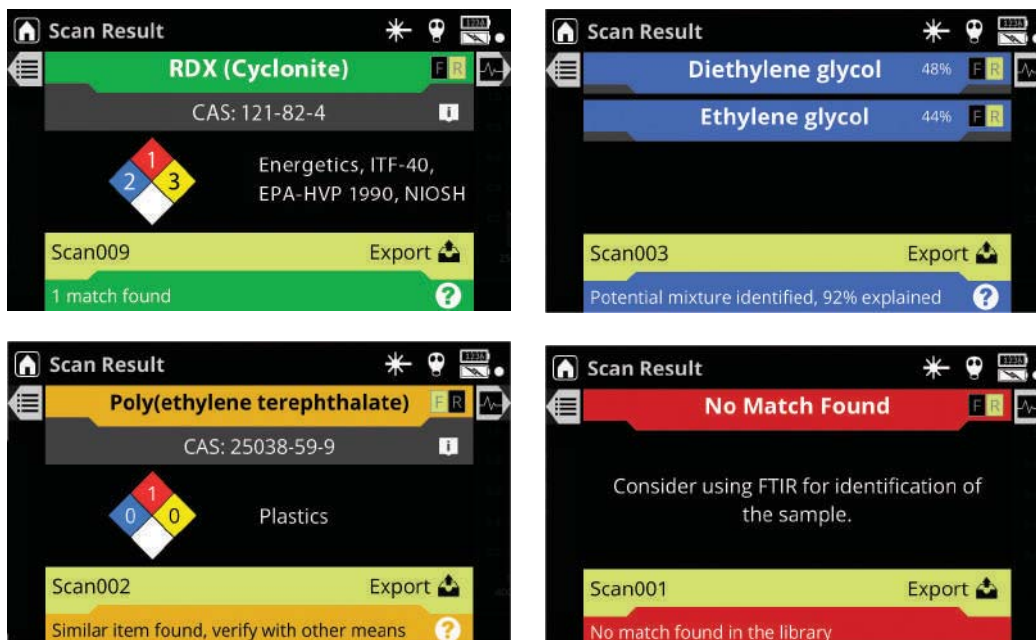 Scan Result
RDX (Cyclonite) F R
CAS: 121-82-4 i
1
2 3
Energetics, ITF-40,
EPA-HVP 1990, NIOSH
Scan009 Export
1 match found ?
Scan Result
Diethylene glycol 48% F R
Ethylene glycol 44% F R
Scan003 Export
Potential mixture identified, 92% explained ?
Scan Result
Poly(ethylene terephthalate) F R
CAS: 25038-59-9 i
1
0 0
Plastics
Scan002 Export
Similar item found, verify with other means ?
Scan Result
No Match Found F R
Consider using FTIR for identification of
the sample.
Scan001 Export
No match found in the library